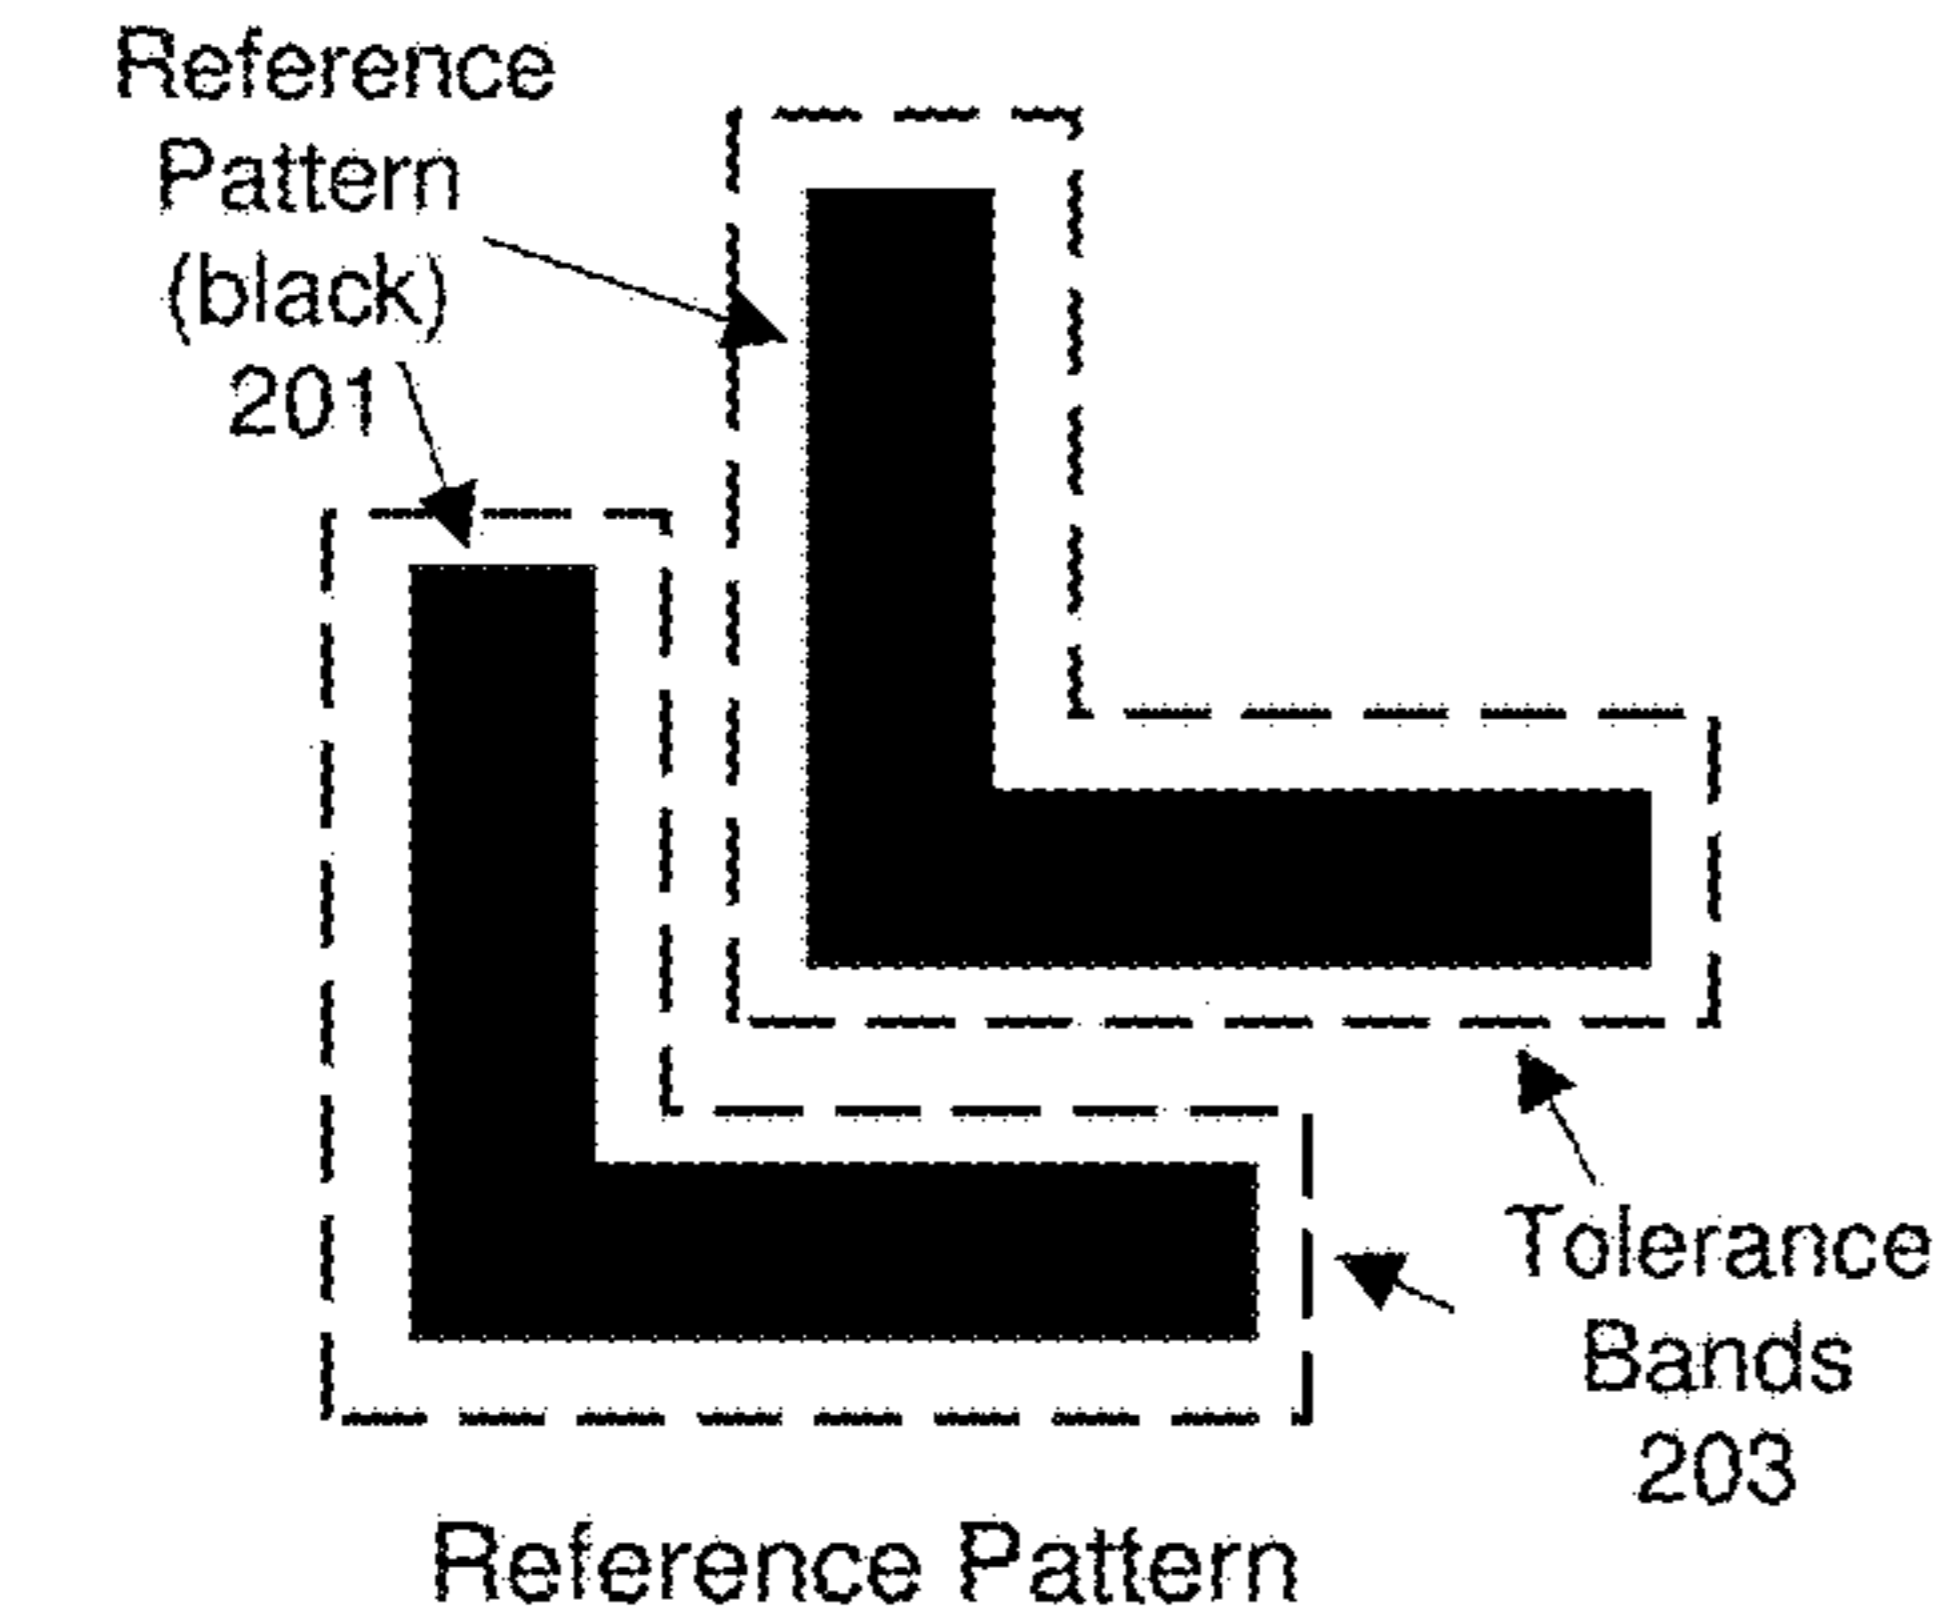 Reference
Pattern
(black)
201
Tolerance
Bands
203
Reference Pattern